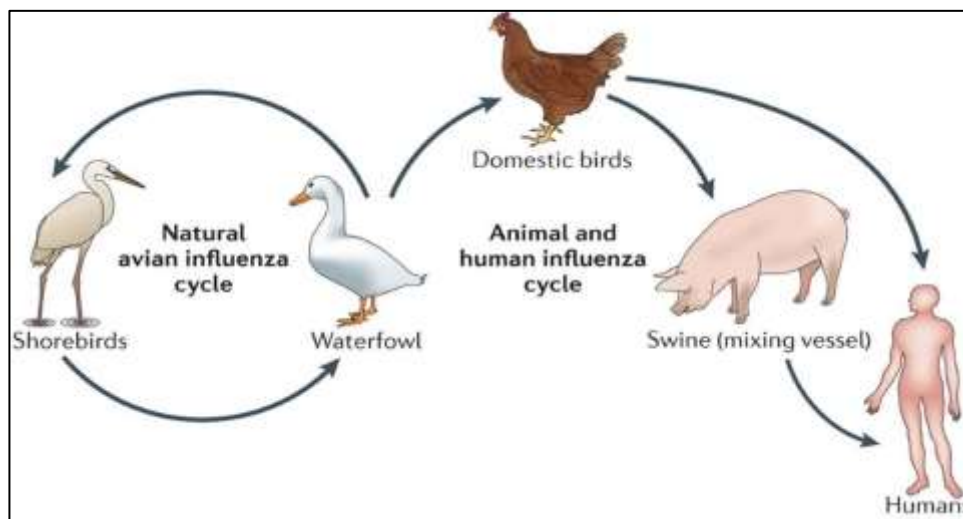 Domestic birds
Natural
avian influenza
cycle
Animal and
human influenza
cycle
Shorebirds
Waterfowl
Swine (mixing vessel)
Human